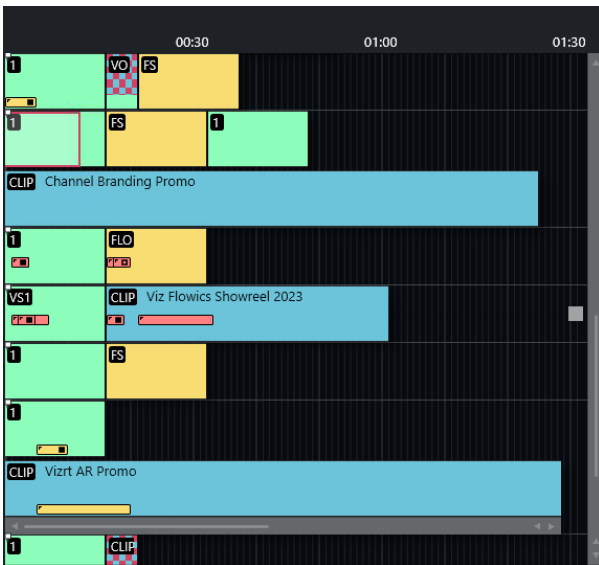 00:30 01:00 01:30
1 VO FS
1 FS 1
CLIP Channel Branding Promo
1 FLO
VS1 CLIP Viz Flowics Showreel 2023
1 FS
1
CLIP Vizrt AR Promo
1 CLIP